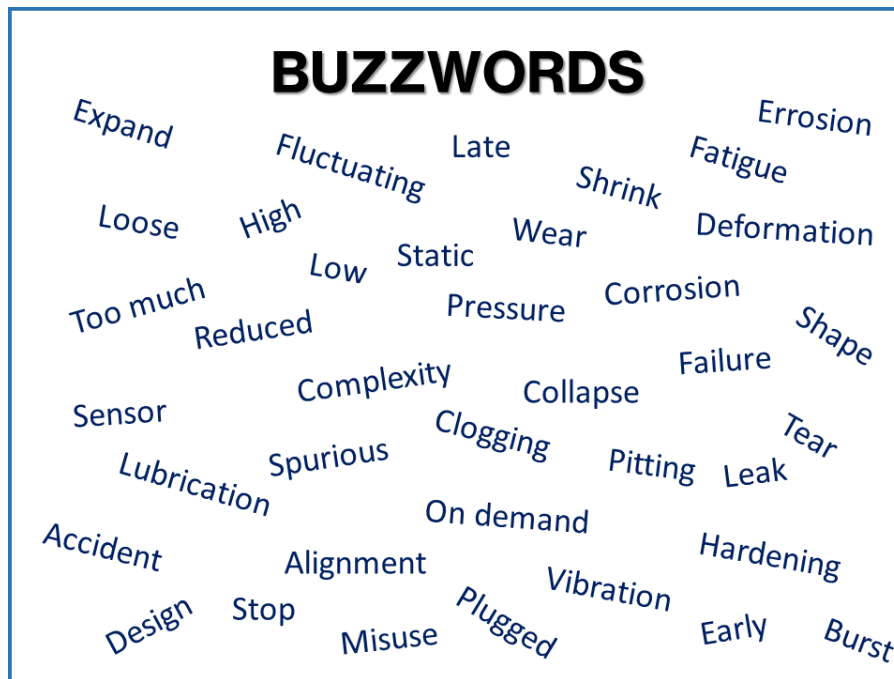 BUZZWORDS
Expand
Fluctuating
Late
Shrink
Fatigue
Errosion
Loose
High
Low
Static
Wear
Deformation
Too much
Reduced
Pressure
Corrosion
Shape
Complexity
Collapse
Failure
Sensor
Clogging
Tear
Lubrication
Spurious
Pitting
Leak
On demand
Accident
Alignment
Vibration
Hardening
Design
Stop
Misuse
Plugged
Early
Burst